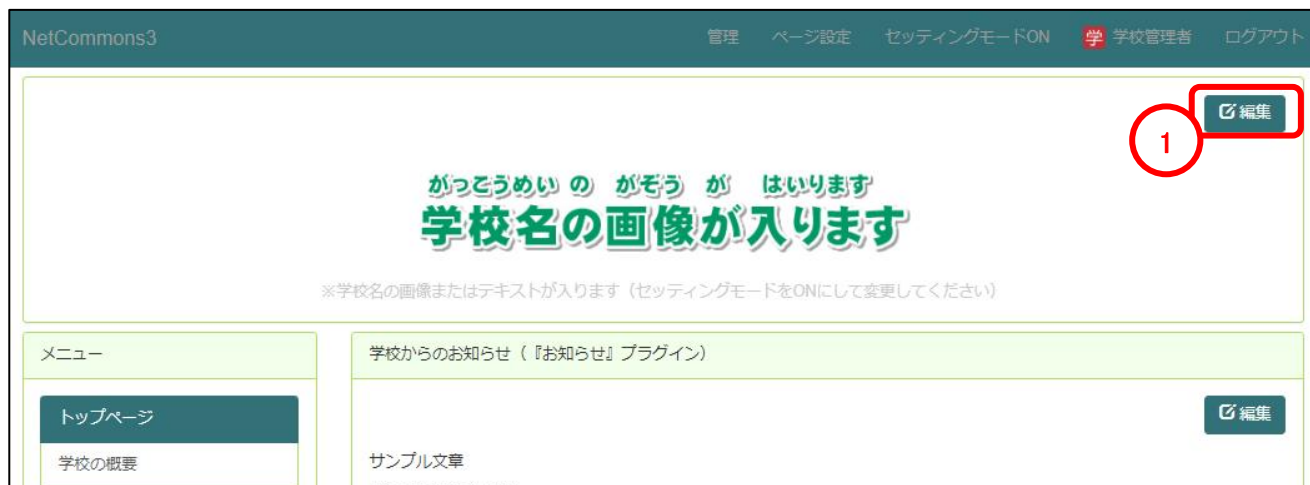 NetCommons3 管理 ページ設定 セッティングモードON 学 学校管理者 ログアウト
編集
1
がっこうめい の がぞう が はいります
学校名の画像が入ります
※学校名の画像またはテキストが入ります（セッティングモードをONにして変更してください）
メニュー
学校からのお知らせ（『お知らせ』プラグイン）
トップページ
編集
学校の概要
サンプル文章